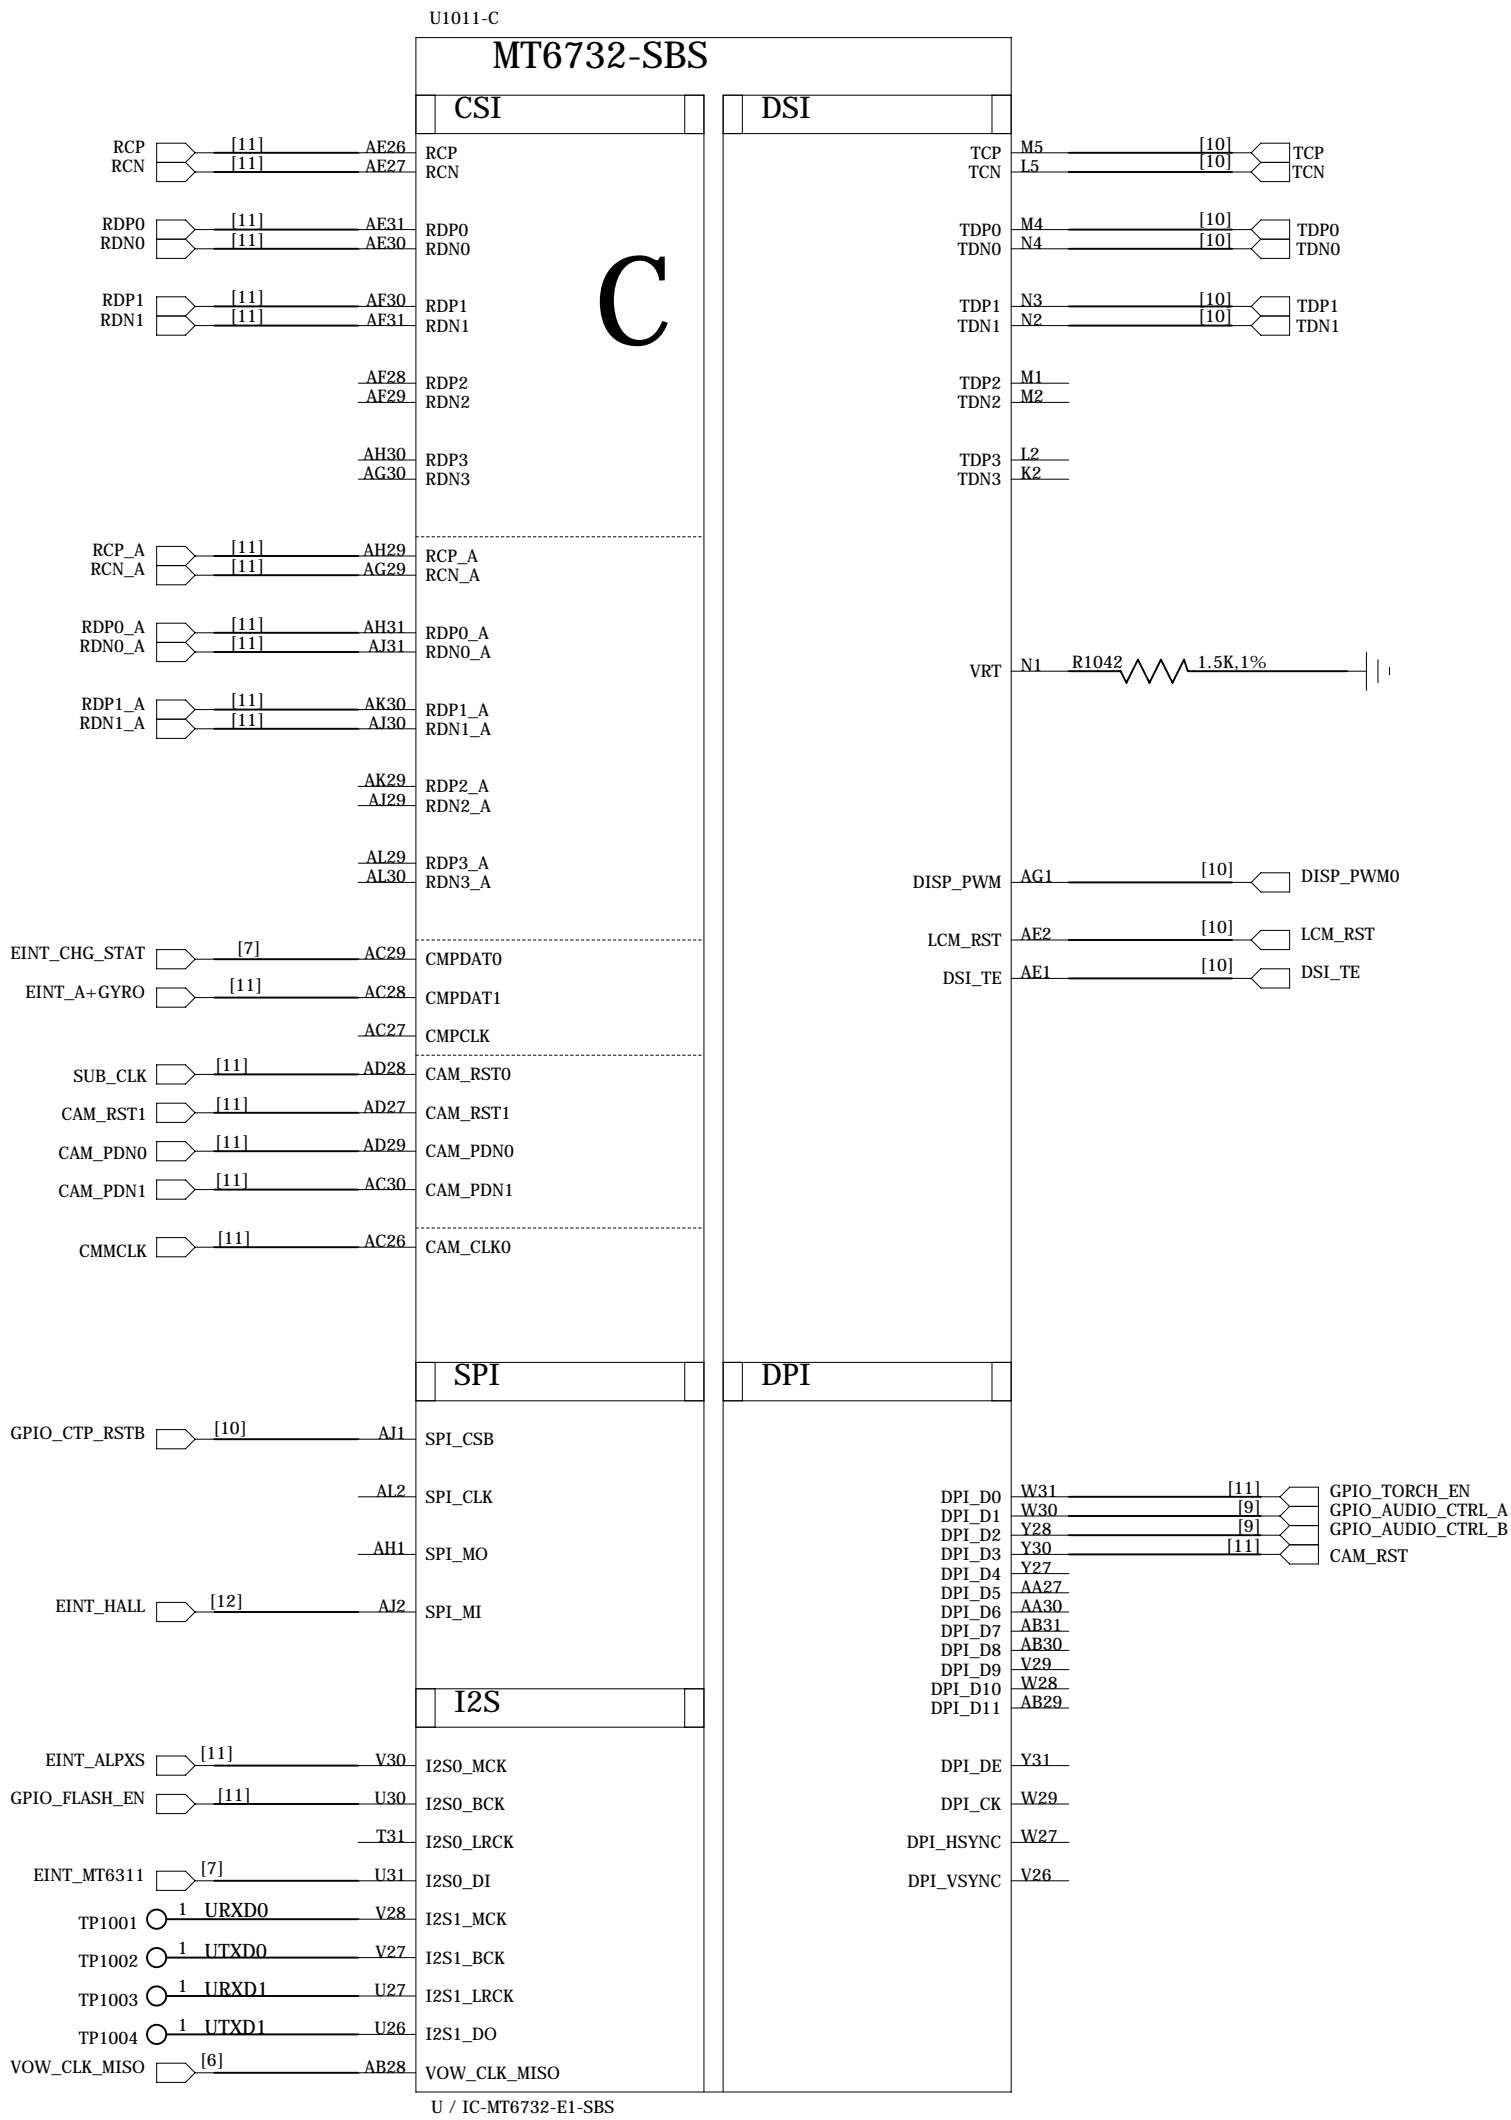 U1011-C
MT6732-SBS
CSI
DSI
C
RCP [11] AE26 RCP
RCN [11] AE27 RCN
RDP0 [11] AE31 RDP0
RDN0 [11] AE30 RDN0
RDP1 [11] AF30 RDP1
RDN1 [11] AF31 RDN1
AF28 RDP2
AF29 RDN2
AH30 RDP3
AG30 RDN3
RCP_A [11] AH29 RCP_A
RCN_A [11] AG29 RCN_A
RDP0_A [11] AH31 RDP0_A
RDN0_A [11] AJ31 RDN0_A
RDP1_A [11] AK30 RDP1_A
RDN1_A [11] AJ30 RDN1_A
AK29 RDP2_A
AJ29 RDN2_A
AL29 RDP3_A
AL30 RDN3_A
EINT_CHG_STAT [7] AC29 CMPDAT0
EINT_A+GYRO [11] AC28 CMPDAT1
AC27 CMPCLK
SUB_CLK [11] AD28 CAM_RST0
CAM_RST1 [11] AD27 CAM_RST1
CAM_PDN0 [11] AD29 CAM_PDN0
CAM_PDN1 [11] AC30 CAM_PDN1
CMMCLK [11] AC26 CAM_CLK0
TCP M5 [10] TCP
TCN L5 [10] TCN
TDP0 M4 [10] TDP0
TDN0 N4 [10] TDN0
TDP1 N3 [10] TDP1
TDN1 N2 [10] TDN1
TDP2 M1
TDN2 M2
TDP3 L2
TDN3 K2
VRT N1 R1042 1.5K,1%
DISP_PWM AG1 [10] DISP_PWM0
LCM_RST AE2 [10] LCM_RST
DSI_TE AE1 [10] DSI_TE
SPI
GPIO_CTP_RSTB [10] AJ1 SPI_CSB
AL2 SPI_CLK
AH1 SPI_MO
EINT_HALL [12] AJ2 SPI_MI
DPI
DPI_D0 W31 [11] GPIO_TORCH_EN
DPI_D1 W30 [9] GPIO_AUDIO_CTRL_A
DPI_D2 Y28 [9] GPIO_AUDIO_CTRL_B
DPI_D3 Y30 [11] CAM_RST
DPI_D4 Y27
DPI_D5 AA27
DPI_D6 AA30
DPI_D7 AB31
DPI_D8 AB30
DPI_D9 V29
DPI_D10 W28
DPI_D11 AB29
DPI_DE Y31
DPI_CK W29
DPI_HSYNC W27
DPI_VSYNC V26
I2S
EINT_ALPXS [11] V30 I2S0_MCK
GPIO_FLASH_EN [11] U30 I2S0_BCK
T31 I2S0_LRCK
EINT_MT6311 [7] U31 I2S0_DI
TP1001 1 URXD0 V28 I2S1_MCK
TP1002 1 UTXD0 V27 I2S1_BCK
TP1003 1 URXD1 U27 I2S1_LRCK
TP1004 1 UTXD1 U26 I2S1_DO
VOW_CLK_MISO [6] AB28 VOW_CLK_MISO
U / IC-MT6732-E1-SBS